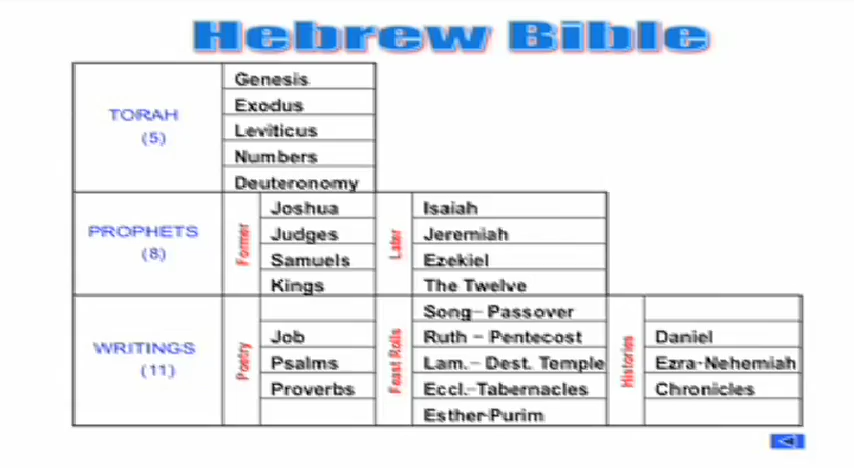 Hebrew Bible
TORAH
(5)
Genesis
Exodus
Leviticus
Numbers
Deuteronomy
PROPHETS
(8)
Former
Joshua
Judges
Samuels
Kings
Later
Isaiah
Jeremiah
Ezekiel
The Twelve
WRITINGS
(11)
Poetry
Job
Psalms
Proverbs
Feast Rolls
Song– Passover
Ruth – Pentecost
Lam.– Dest. Temple
Eccl.–Tabernacles
Esther-Purim
Histories
Daniel
Ezra-Nehemiah
Chronicles